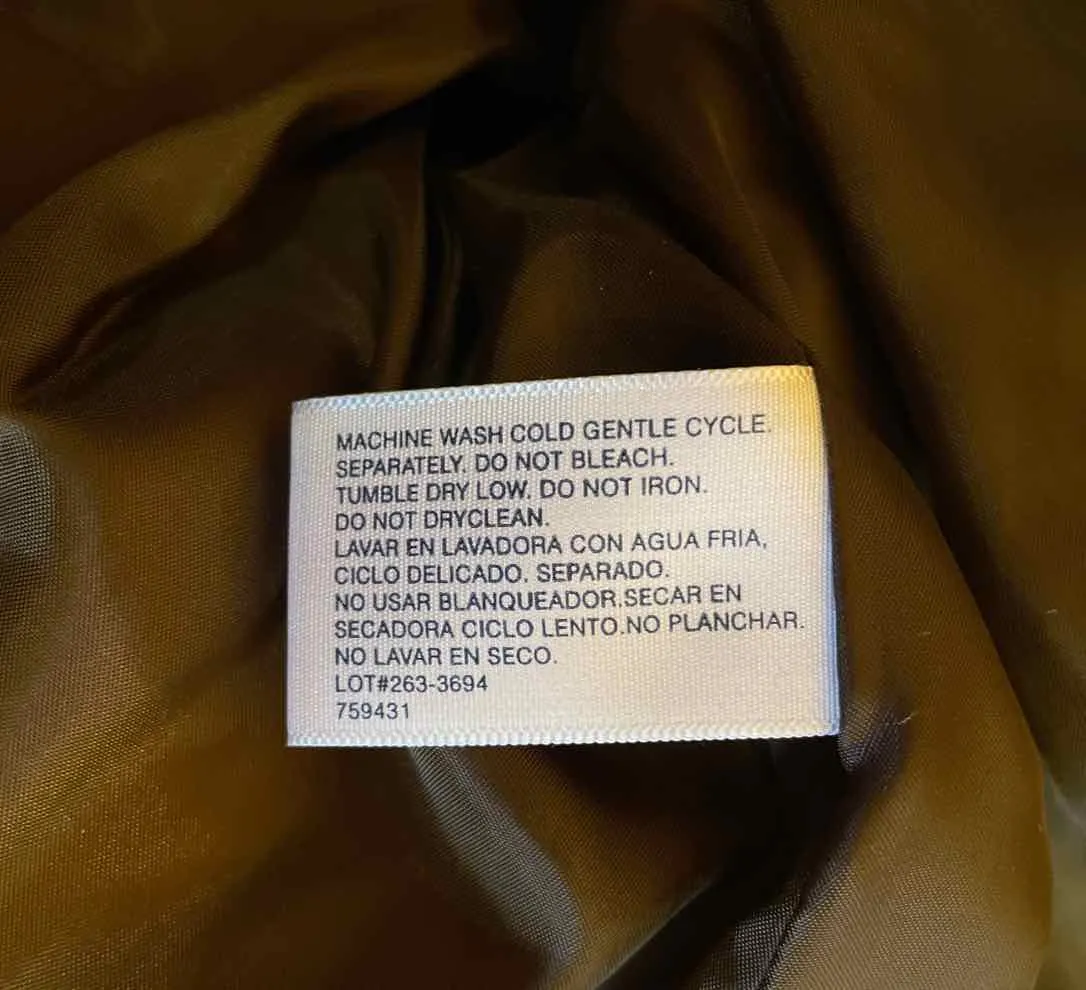 MACHINE WASH COLD GENTLE CYCLE.
SEPARATELY. DO NOT BLEACH.
TUMBLE DRY LOW. DO NOT IRON.
DO NOT DRYCLEAN.
LAVAR EN LAVADORA CON AGUA FRIA,
CICLO DELICADO. SEPARADO.
NO USAR BLANQUEADOR.SECAR EN
SECADORA CICLO LENTO.NO PLANCHAR.
NO LAVAR EN SECO.
LOT#263-3694
759431